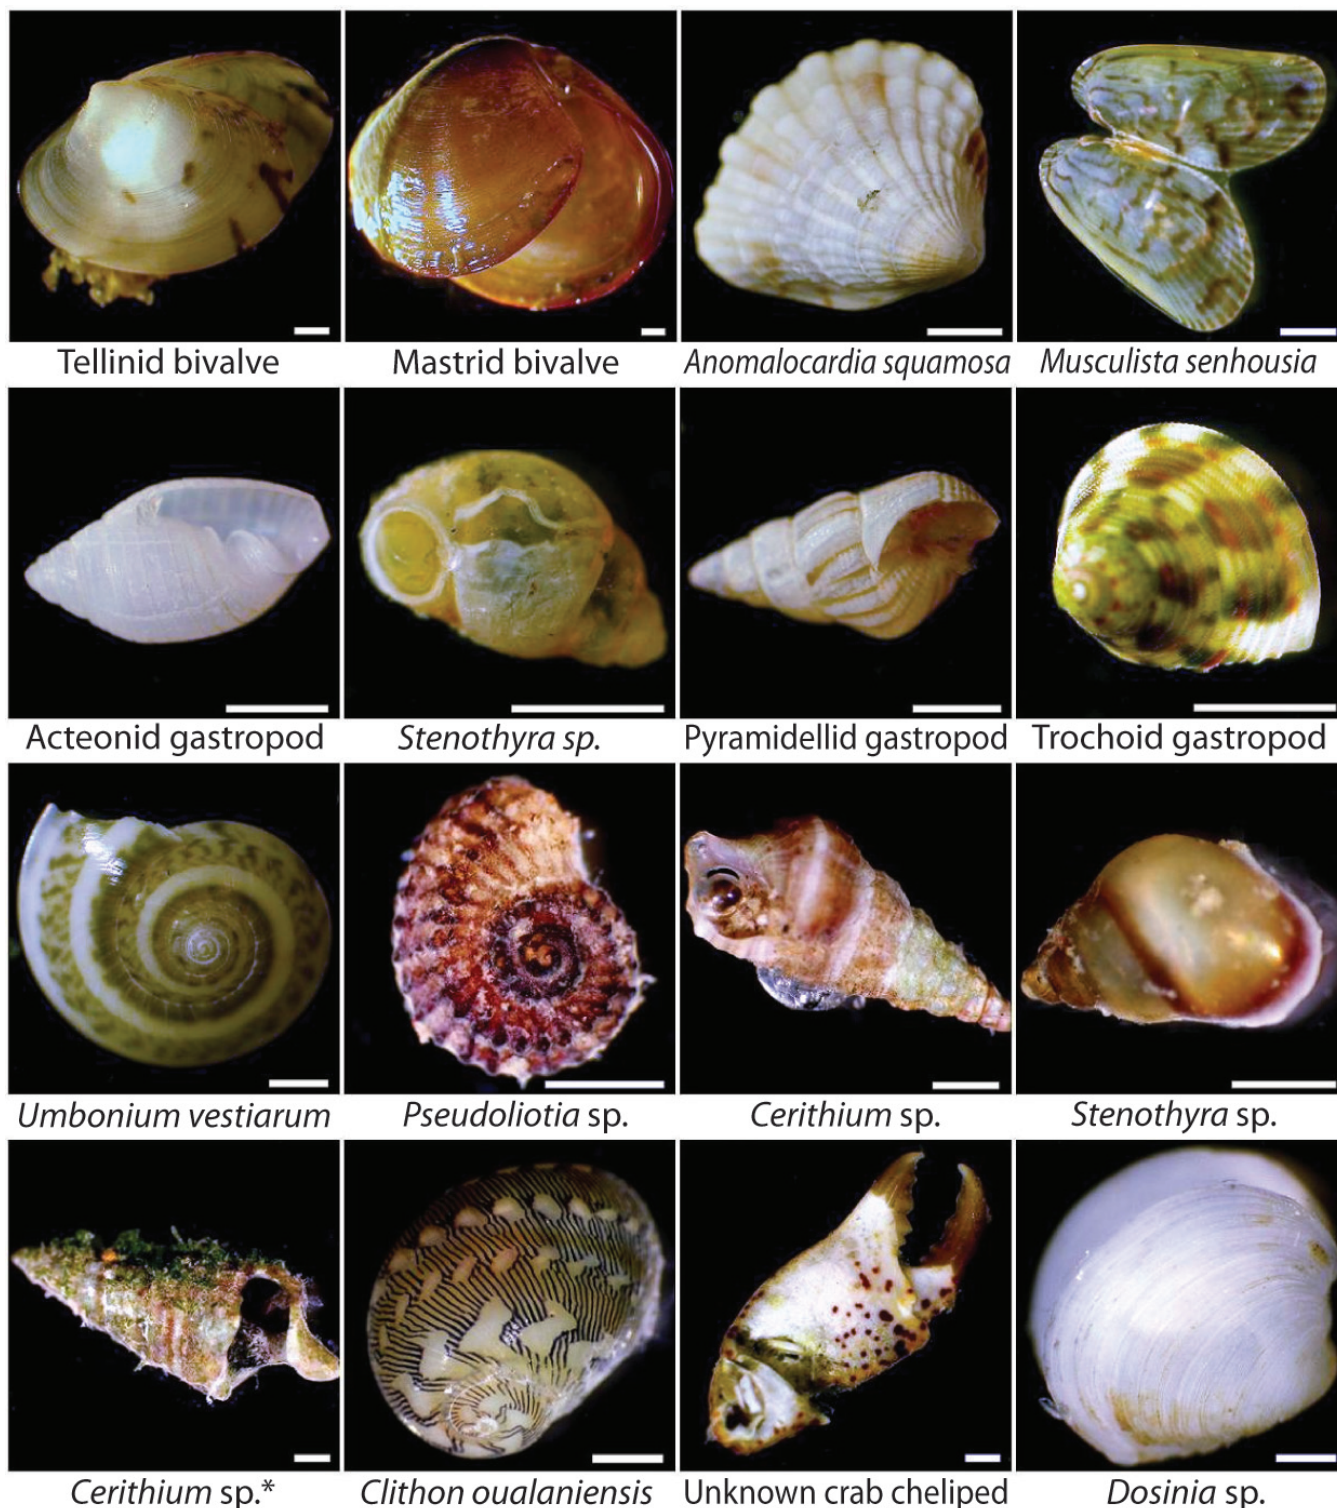 Tellinid bivalve
Mastrid bivalve
Anomalocardia squamosa
Musculista senhousia
Acteonid gastropod
Stenothyra sp.
Pyramidellid gastropod
Trochoid gastropod
Umbonium vestiarum
Pseudoliotia sp.
Cerithium sp.
Stenothyra sp.
Cerithium sp.*
Clithon oualaniensis
Unknown crab cheliped
Dosinia sp.